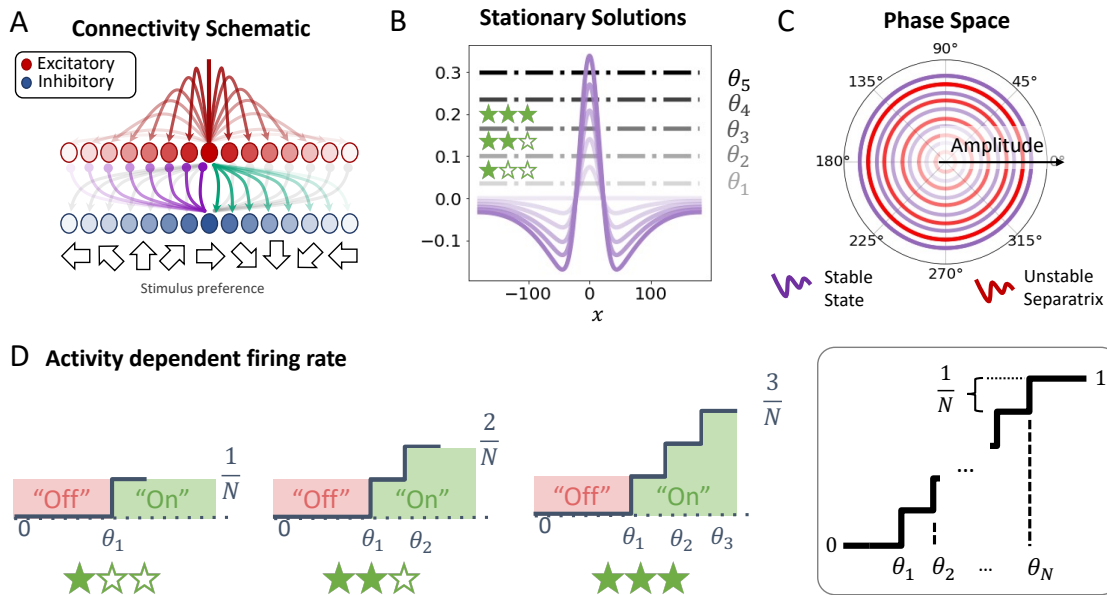 A Connectivity Schematic
Excitatory
Inhibitory
Stimulus preference
B Stationary Solutions
0.3
0.2
0.1
0.0
−0.1
−100 0 100
x
θ5
θ4
θ3
θ2
θ1
C Phase Space
90°
135° 45°
180° Amplitude 0°
225° 315°
270°
Stable State
Unstable Separatrix
D Activity dependent firing rate
"Off" "On" 1/N
0 θ1
"Off" "On" 2/N
0 θ1 θ2
"Off" "On" 3/N
0 θ1 θ2 θ3
1/N 1
...
0
θ1 θ2 ... θN